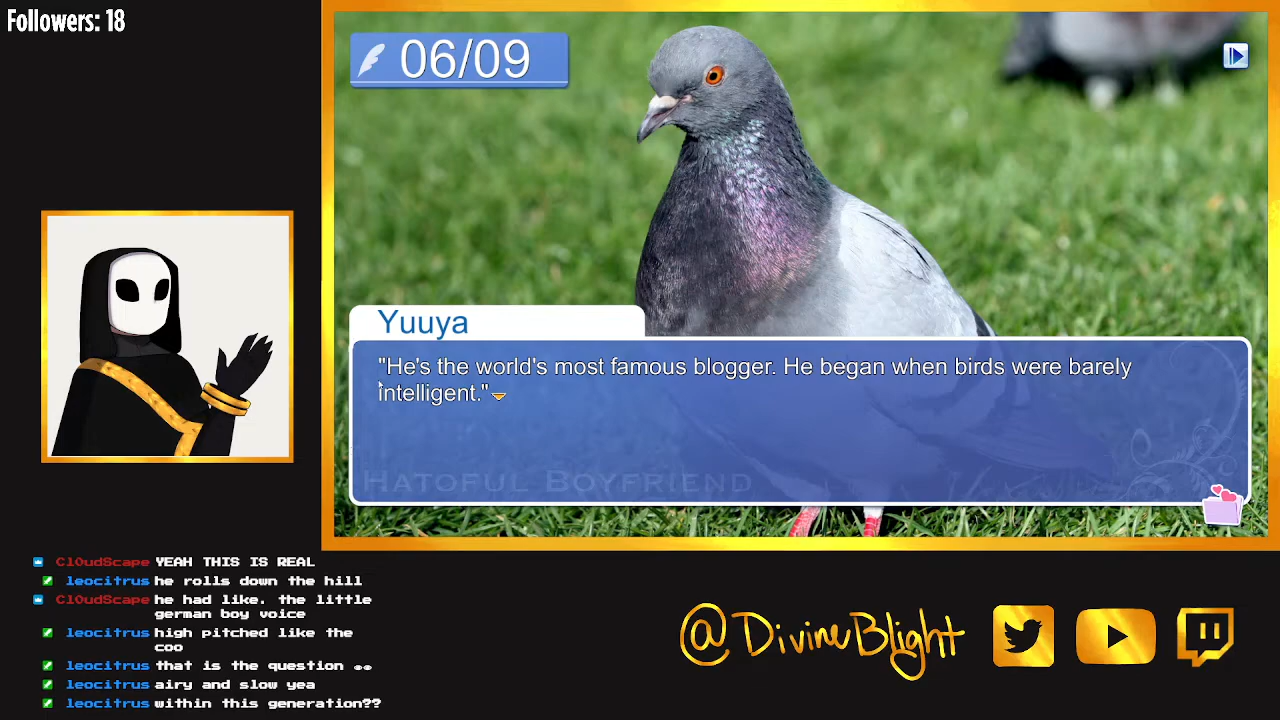 Followers: 18
06/09
Yuuya
"He's the world's most famous blogger. He began when birds were barely
intelligent."
HATOFUL BOYFRIEND
Cl0udScape YEAH THIS IS REAL
leocitrus he rolls down the hill
Cl0udScape he had like. the little
german boy voice
leocitrus high pitched like the
coo
leocitrus that is the question ..
leocitrus airy and slow yea
leocitrus within this generation??
@DivineBlight